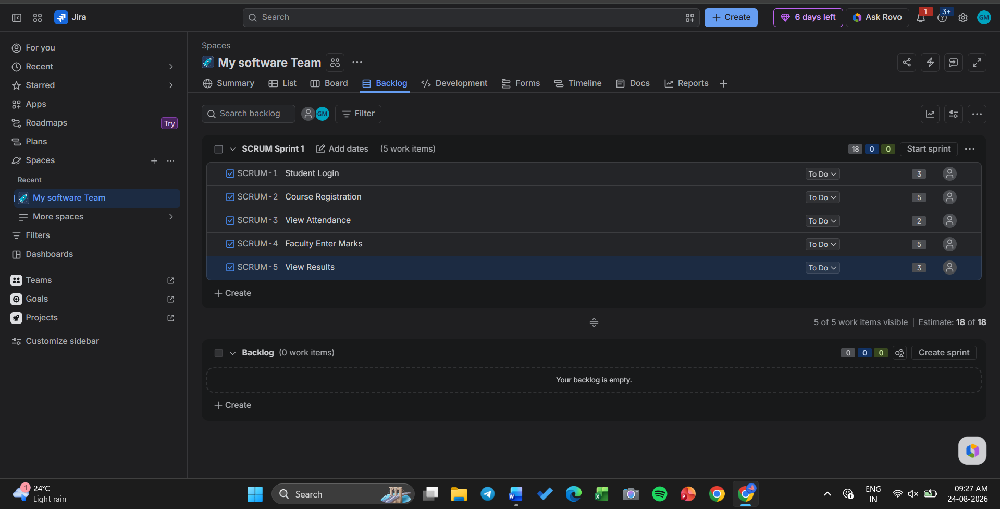 Jira
Search
Create
6 days left
Ask Rovo
1
3+
GM
For you
Recent
Starred
Apps
Roadmaps
Try
Plans
Spaces
Recent
My software Team
More spaces
Filters
Dashboards
Teams
Goals
Projects
Customize sidebar
Spaces
My software Team
Summary
List
Board
Backlog
Development
Forms
Timeline
Docs
Reports
Search backlog
GM
Filter
SCRUM Sprint 1
Add dates
(5 work items)
18
0
0
Start sprint
SCRUM-1 Student Login To Do 3
SCRUM-2 Course Registration To Do 5
SCRUM-3 View Attendance To Do 2
SCRUM-4 Faculty Enter Marks To Do 5
SCRUM-5 View Results To Do 3
Create
5 of 5 work items visible
Estimate: 18 of 18
Backlog (0 work items)
0
0
0
Create sprint
Your backlog is empty.
Create
1
24°C
Light rain
Search
ENG
IN
09:27 AM
24-08-2026